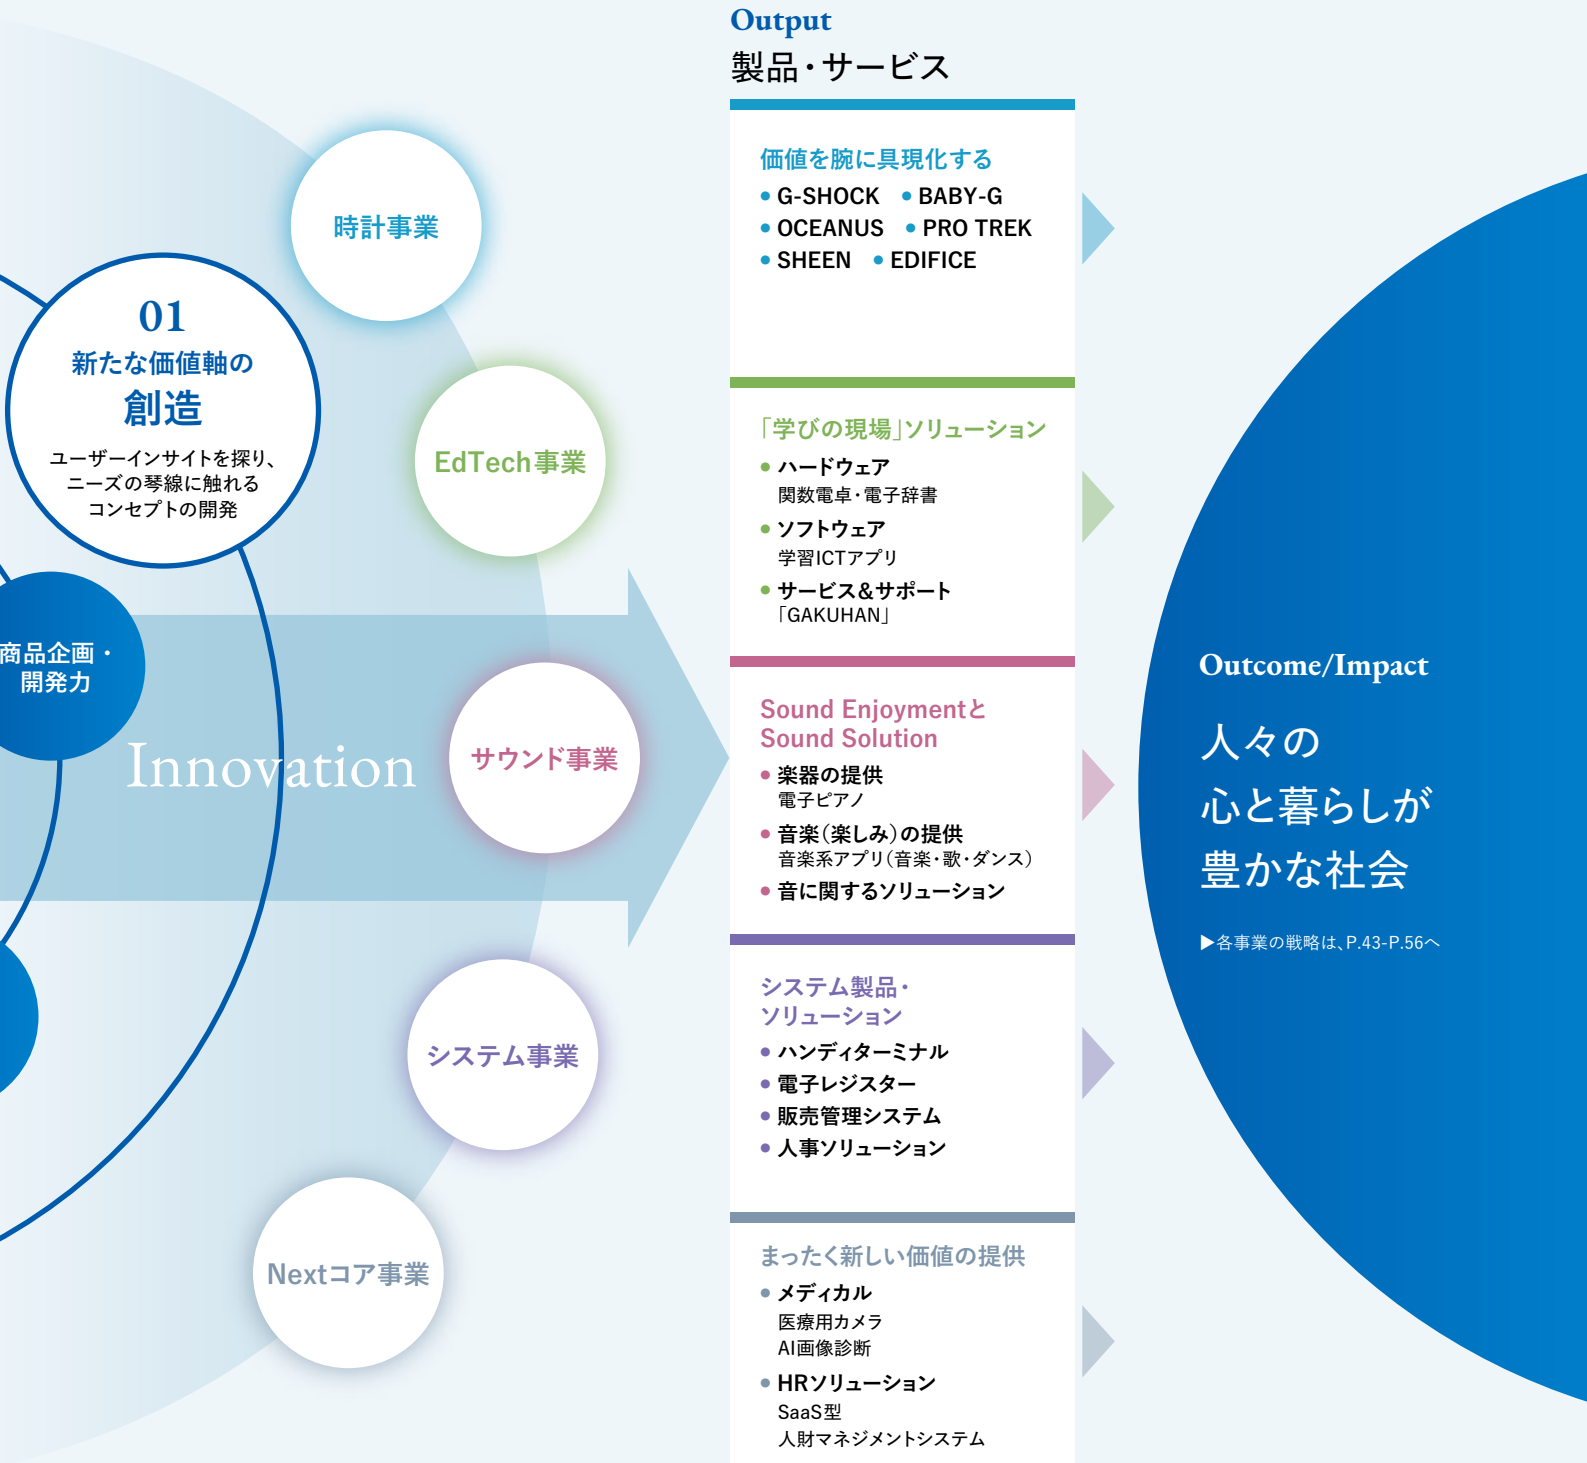 01
新たな価値軸の
創造
ユーザーインサイトを探り、
ニーズの琴線に触れる
コンセプトの開発
商品企画・
開発力
Innovation
時計事業
EdTech事業
サウンド事業
システム事業
Nextコア事業
Output
製品・サービス
価値を腕に具現化する
• G-SHOCK • BABY-G
• OCEANUS • PRO TREK
• SHEEN • EDIFICE
「学びの現場」ソリューション
• ハードウェア
関数電卓・電子辞書
• ソフトウェア
学習ICTアプリ
• サービス&サポート
「GAKUHAN」
Sound Enjoymentと
Sound Solution
• 楽器の提供
電子ピアノ
• 音楽(楽しみ)の提供
音楽系アプリ(音楽・歌・ダンス)
• 音に関するソリューション
システム製品・
ソリューション
• ハンディターミナル
• 電子レジスター
• 販売管理システム
• 人事ソリューション
まったく新しい価値の提供
• メディカル
医療用カメラ
AI画像診断
• HRソリューション
SaaS型
人財マネジメントシステム
Outcome/Impact
人々の
心と暮らしが
豊かな社会
▶各事業の戦略は、P.43-P.56へ